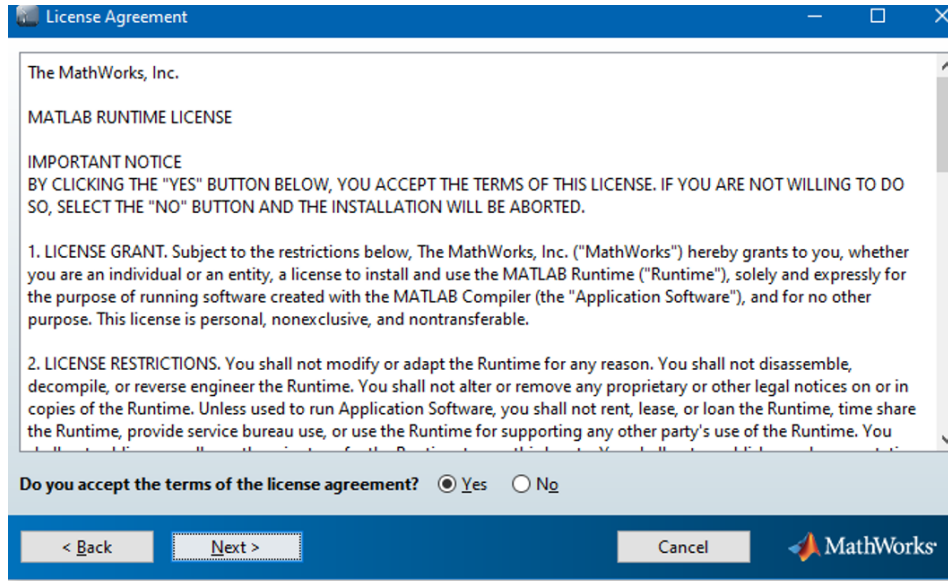 License Agreement
The MathWorks, Inc.
MATLAB RUNTIME LICENSE
IMPORTANT NOTICE
BY CLICKING THE "YES" BUTTON BELOW, YOU ACCEPT THE TERMS OF THIS LICENSE. IF YOU ARE NOT WILLING TO DO
SO, SELECT THE "NO" BUTTON AND THE INSTALLATION WILL BE ABORTED.
1. LICENSE GRANT. Subject to the restrictions below, The MathWorks, Inc. ("MathWorks") hereby grants to you, whether
you are an individual or an entity, a license to install and use the MATLAB Runtime ("Runtime"), solely and expressly for
the purpose of running software created with the MATLAB Compiler (the "Application Software"), and for no other
purpose. This license is personal, nonexclusive, and nontransferable.
2. LICENSE RESTRICTIONS. You shall not modify or adapt the Runtime for any reason. You shall not disassemble,
decompile, or reverse engineer the Runtime. You shall not alter or remove any proprietary or other legal notices on or in
copies of the Runtime. Unless used to run Application Software, you shall not rent, lease, or loan the Runtime, time share
the Runtime, provide service bureau use, or use the Runtime for supporting any other party's use of the Runtime. You
Do you accept the terms of the license agreement? Yes No
< Back Next > Cancel MathWorks